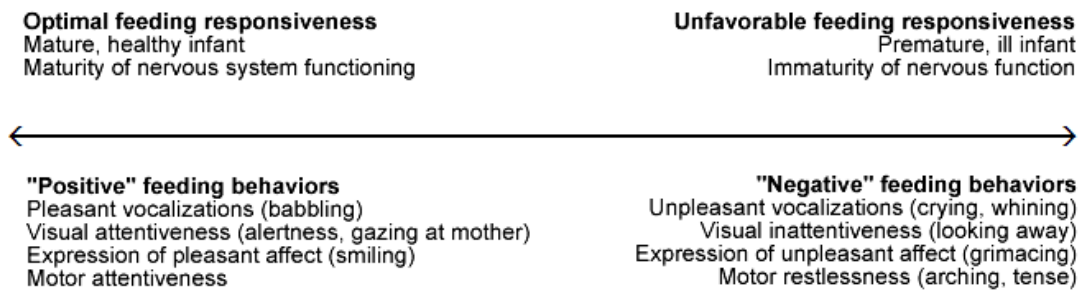 Optimal feeding responsiveness
Mature, healthy infant
Maturity of nervous system functioning
Unfavorable feeding responsiveness
Premature, ill infant
Immaturity of nervous function
"Positive" feeding behaviors
Pleasant vocalizations (babbling)
Visual attentiveness (alertness, gazing at mother)
Expression of pleasant affect (smiling)
Motor attentiveness
"Negative" feeding behaviors
Unpleasant vocalizations (crying, whining)
Visual inattentiveness (looking away)
Expression of unpleasant affect (grimacing)
Motor restlessness (arching, tense)